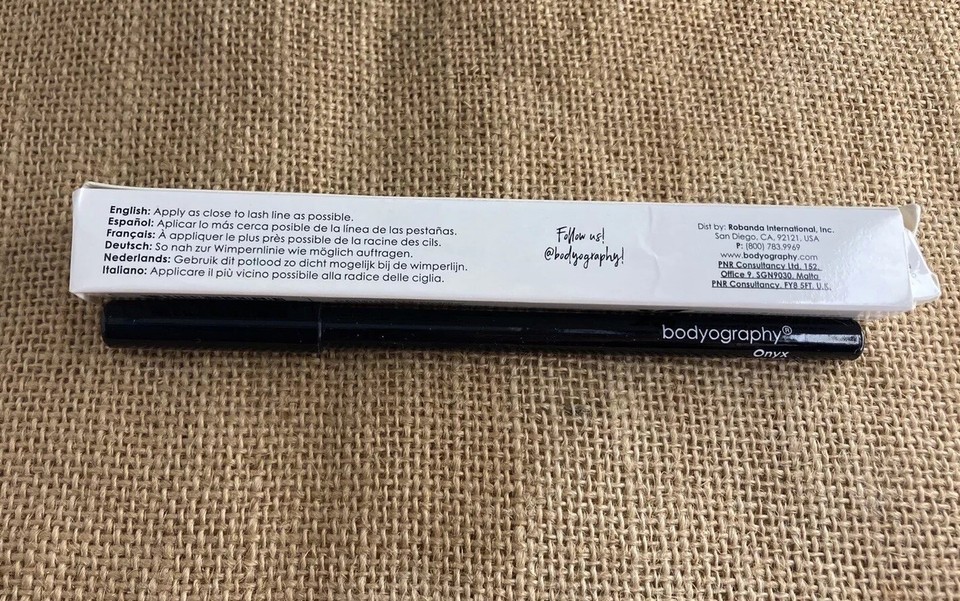 English: Apply as close to lash line as possible.
Español: Aplicar lo más cerca posible de la línea de las pestañas.
Français: À appliquer le plus près possible de la racine des cils.
Deutsch: So nah zur Wimpernlinie wie möglich auftragen.
Nederlands: Gebruik dit potlood zo dicht mogelijk bij de wimperlijn.
Italiano: Applicare il più vicino possibile alla radice delle ciglia.
Follow us!
@bodyography!
Dist by: Robanda International, Inc.
San Diego, CA, 92121, USA
P: (800) 783.9969
www.bodyography.com
PNR Consultancy Ltd, 152,
Office 9, SGN9030, Malta
PNR Consultancy, FY8 5FT, U.K.
bodyography®
Onyx